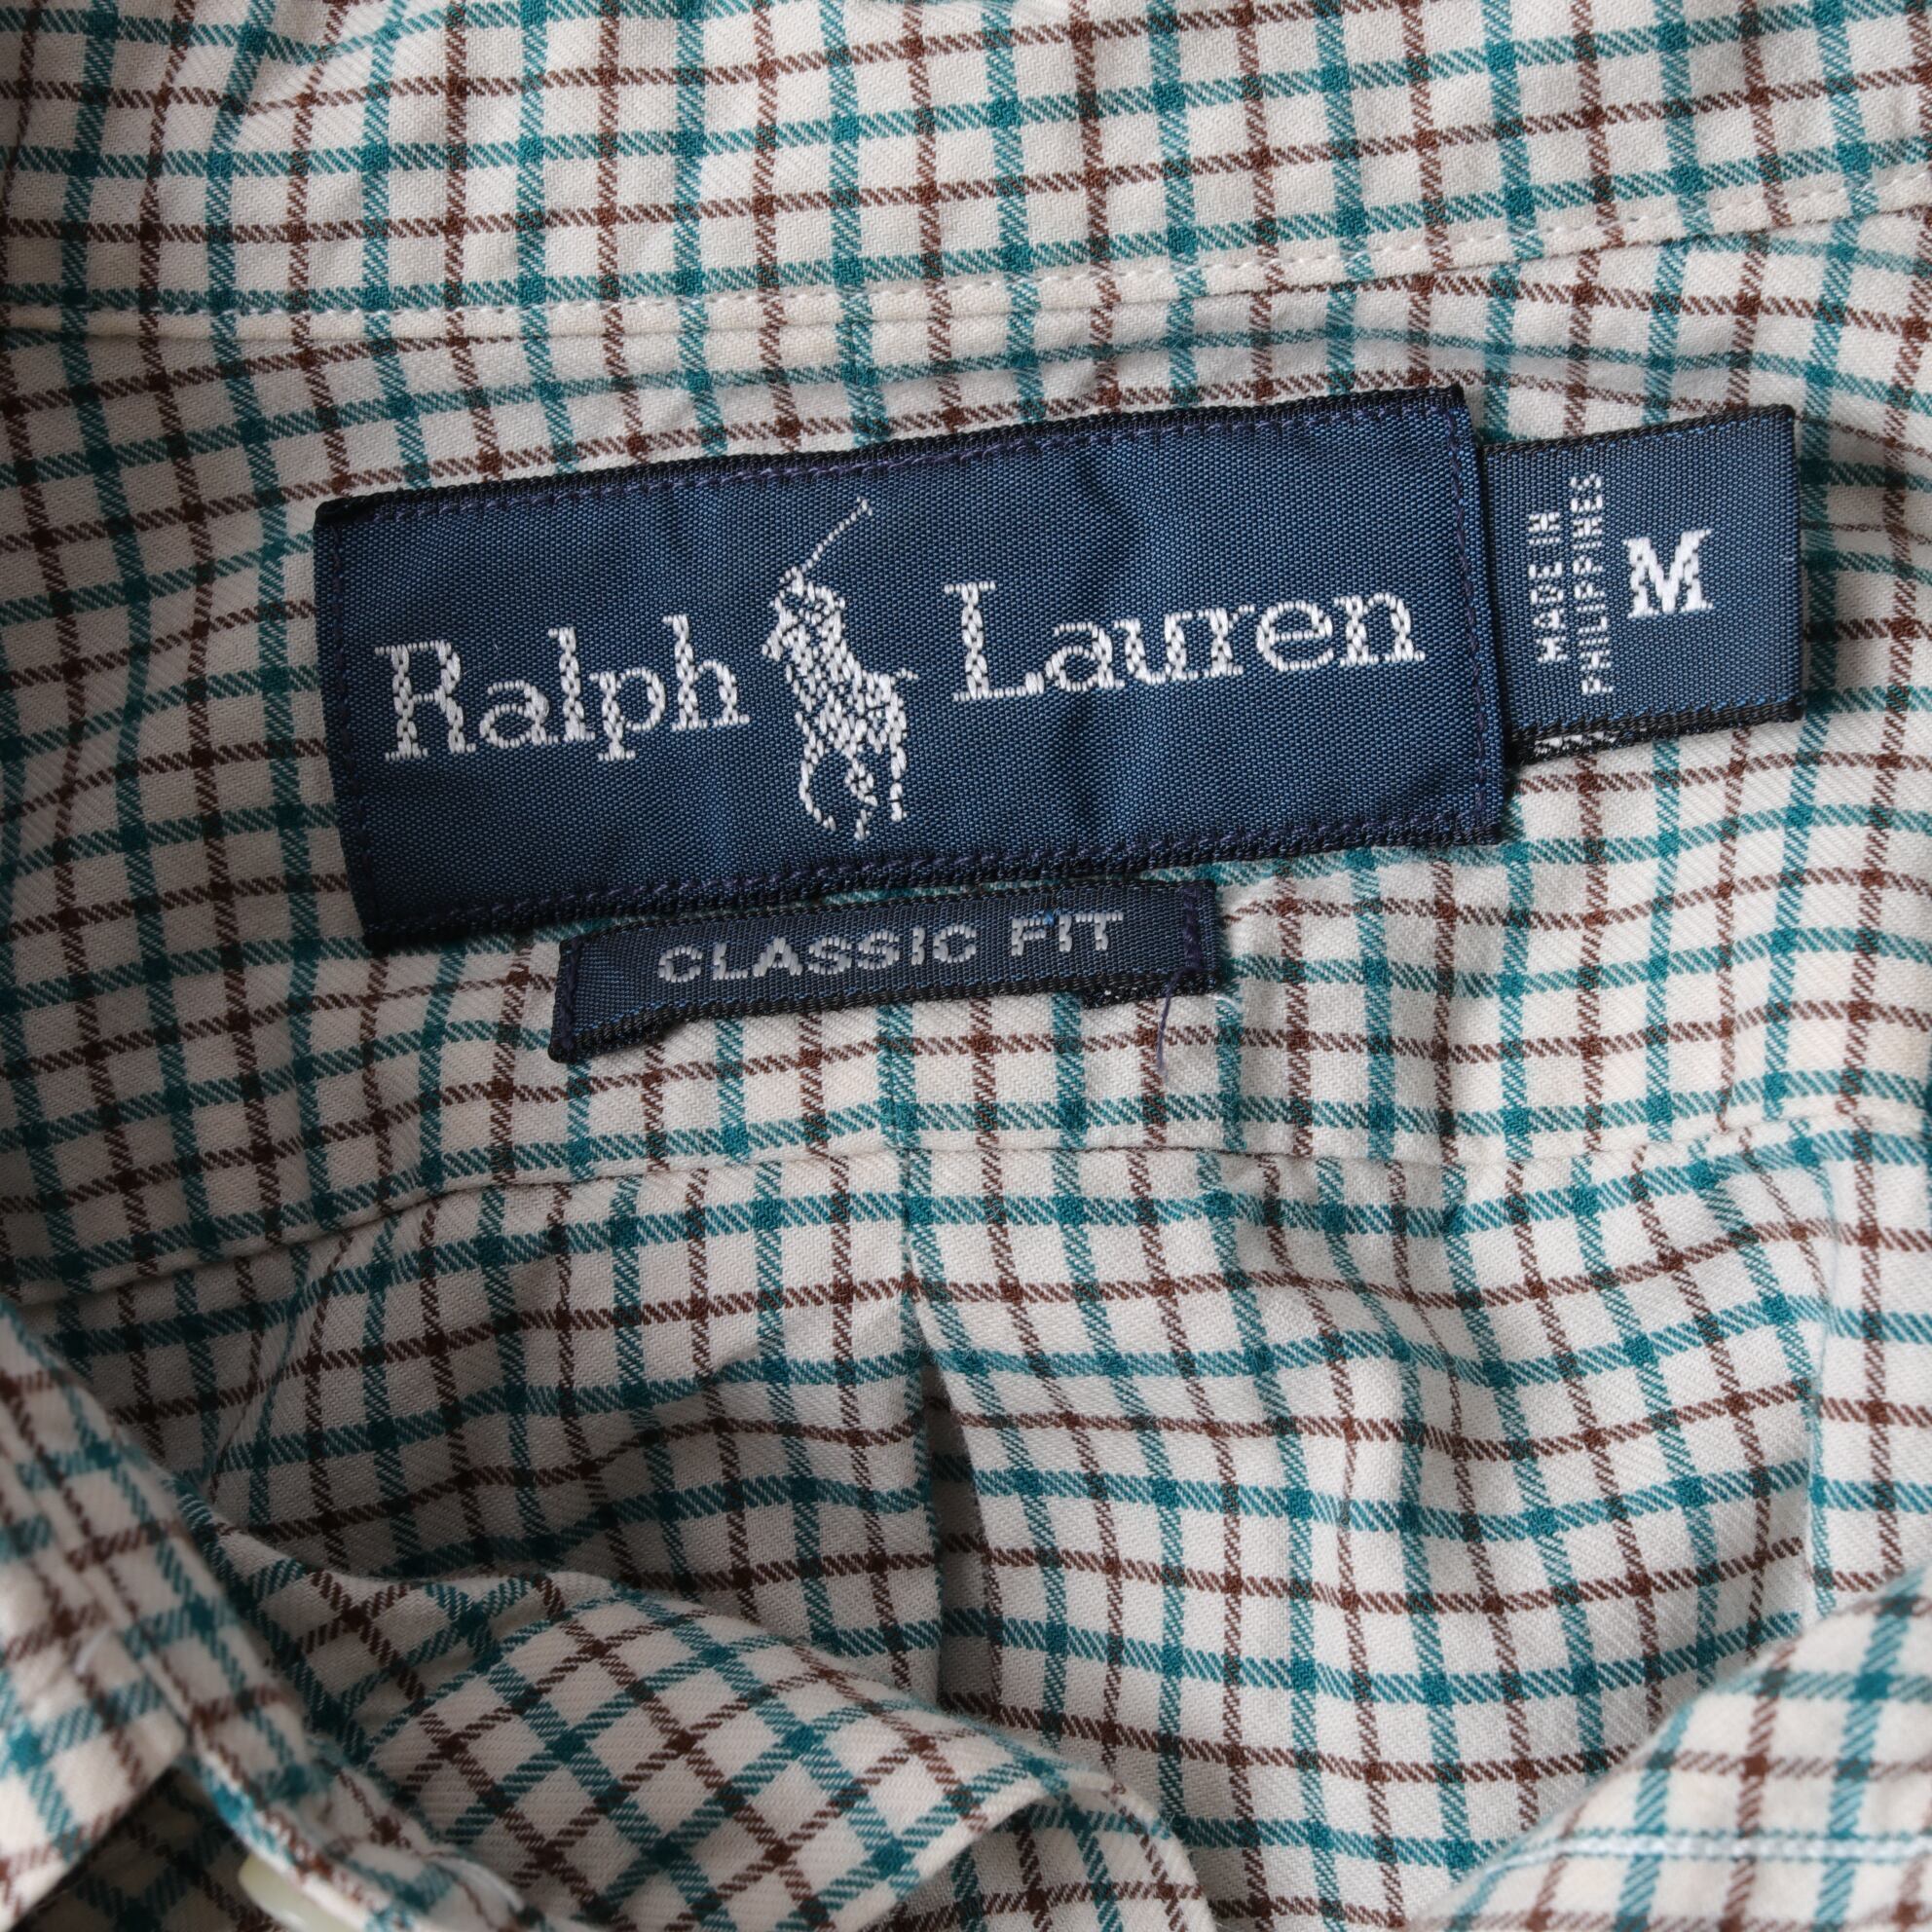 Ralph Lauren
MADE IN
PHILIPPINES
M
CLASSIC FIT